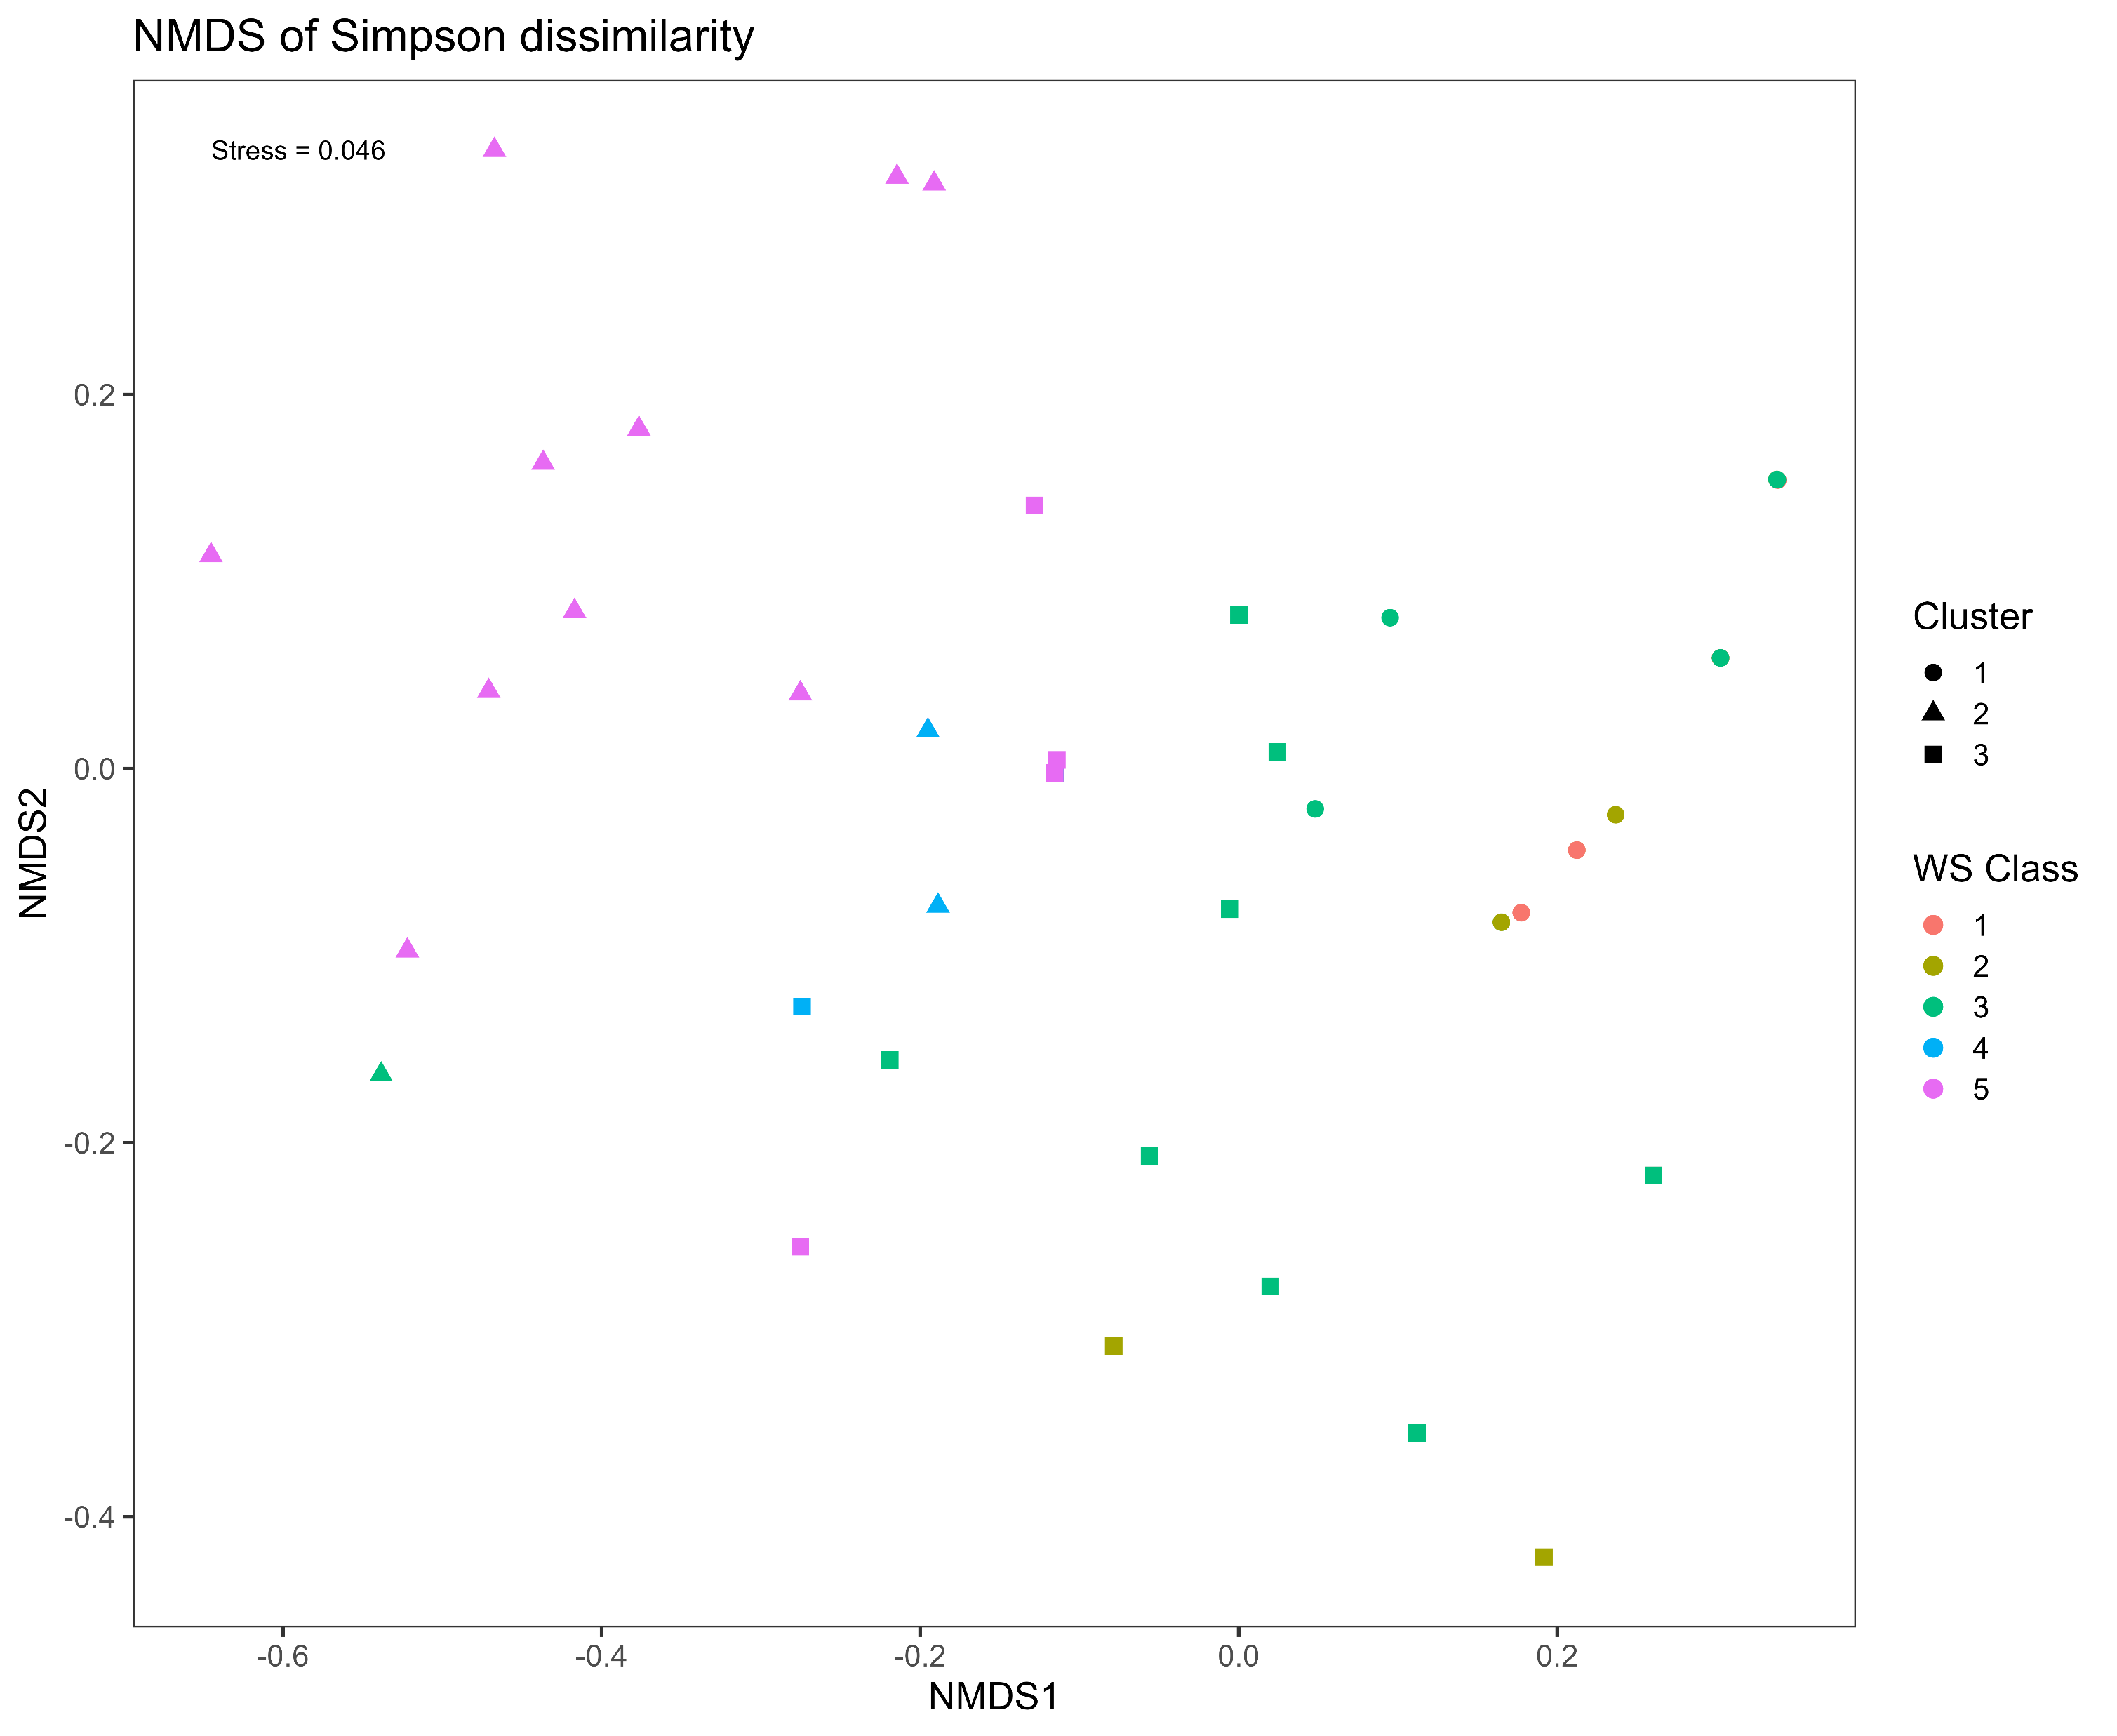 NMDS of Simpson dissimilarity
Stress = 0.046
0.2
0.0
-0.2
-0.4
NMDS2
-0.6
-0.4
-0.2
0.0
0.2
NMDS1
Cluster
1
2
3
WS Class
1
2
3
4
5